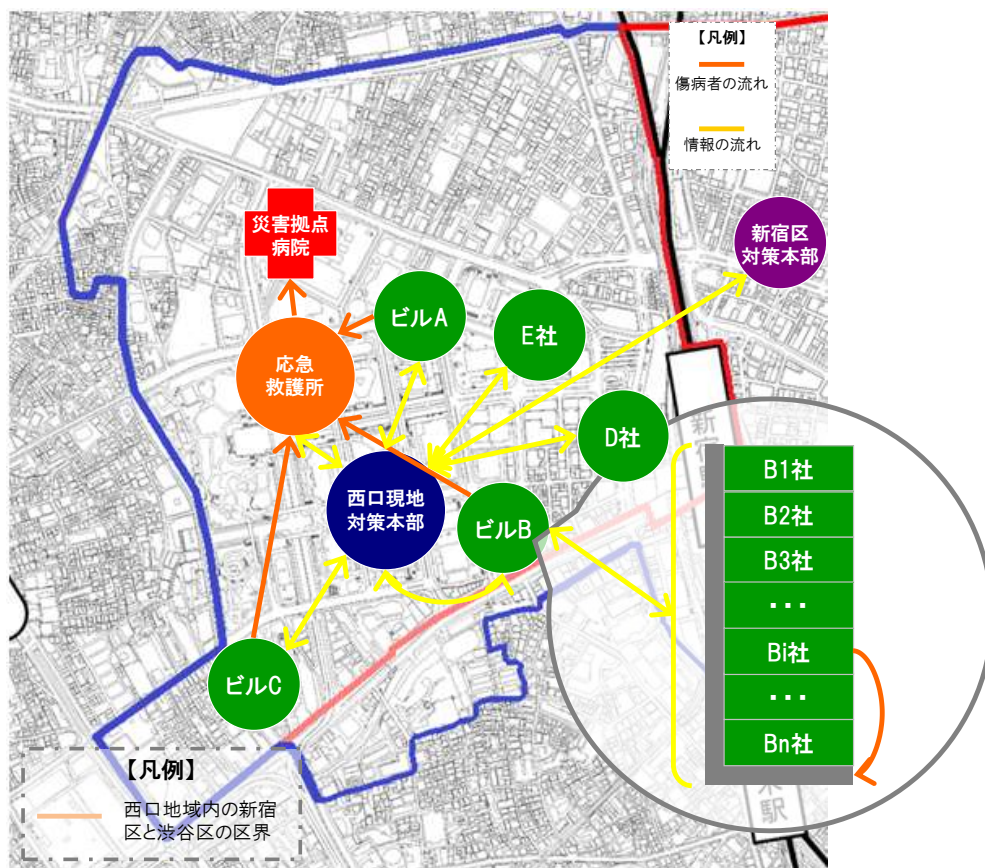 【凡例】
傷病者の流れ
情報の流れ
災害拠点
病院
新宿区
対策本部
ビルA
E社
応急
救護所
D社
新宿
西口現地
対策本部
ビルB
B1社
B2社
B3社
・・・
Bi社
・・・
Bn社
ビルC
木駅
【凡例】
西口地域内の新宿
区と渋谷区の区界